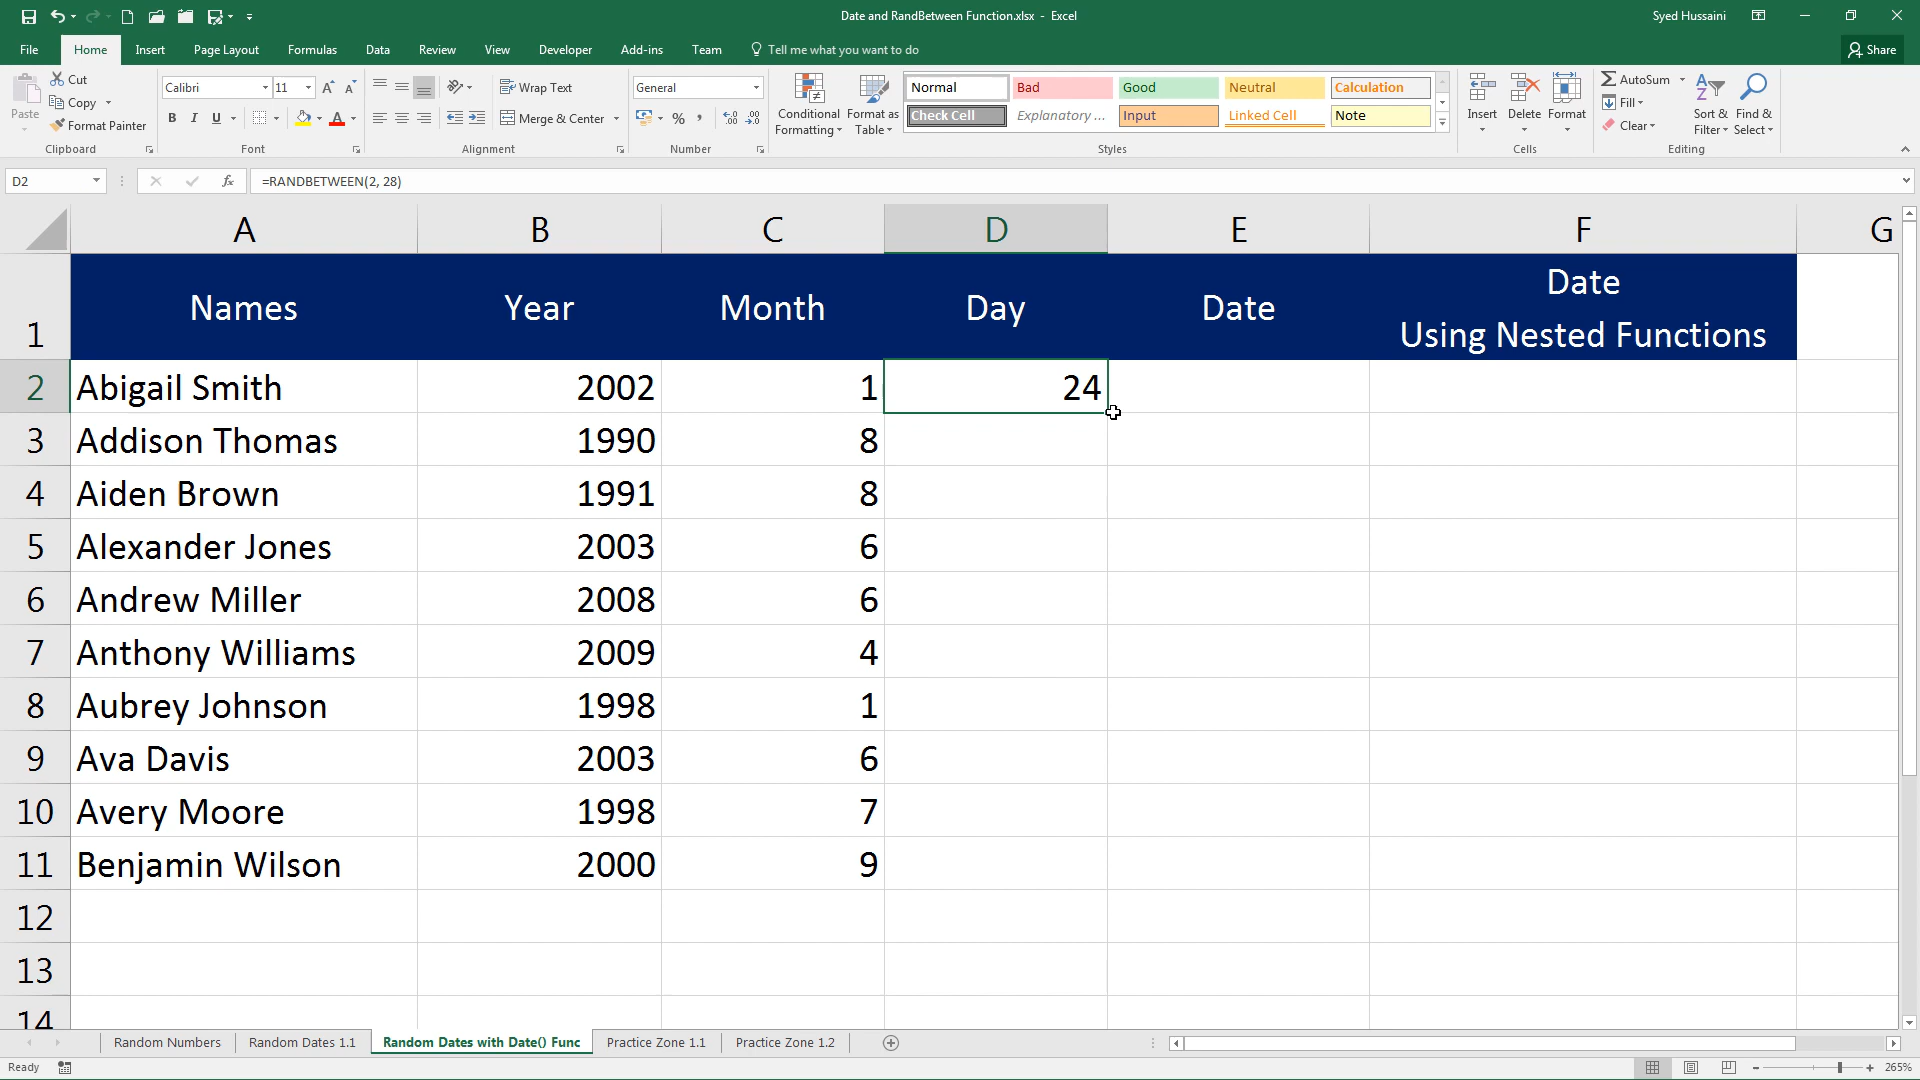 Date and RandBetween Function.xlsx - Excel
Syed Hussaini
File Home Insert Page Layout Formulas Data Review View Developer Add-ins Team Tell me what you want to do Share
Paste
Cut
Copy
Format Painter
Clipboard
Calibri 11
B I U
Font
Wrap Text
Merge & Center
Alignment
General
%
Number
Conditional Formatting
Format as Table
Normal Bad Good Neutral Calculation
Check Cell Explanatory ... Input Linked Cell Note
Styles
Insert Delete Format
Cells
AutoSum
Fill
Clear
Sort & Filter
Find & Select
Editing
D2 fx =RANDBETWEEN(2, 28)
A B C D E F G
1 Names Year Month Day Date Date
Using Nested Functions
2 Abigail Smith 2002 1 24
3 Addison Thomas 1990 8
4 Aiden Brown 1991 8
5 Alexander Jones 2003 6
6 Andrew Miller 2008 6
7 Anthony Williams 2009 4
8 Aubrey Johnson 1998 1
9 Ava Davis 2003 6
10 Avery Moore 1998 7
11 Benjamin Wilson 2000 9
12
13
14
Random Numbers Random Dates 1.1 Random Dates with Date() Func Practice Zone 1.1 Practice Zone 1.2
Ready 265%